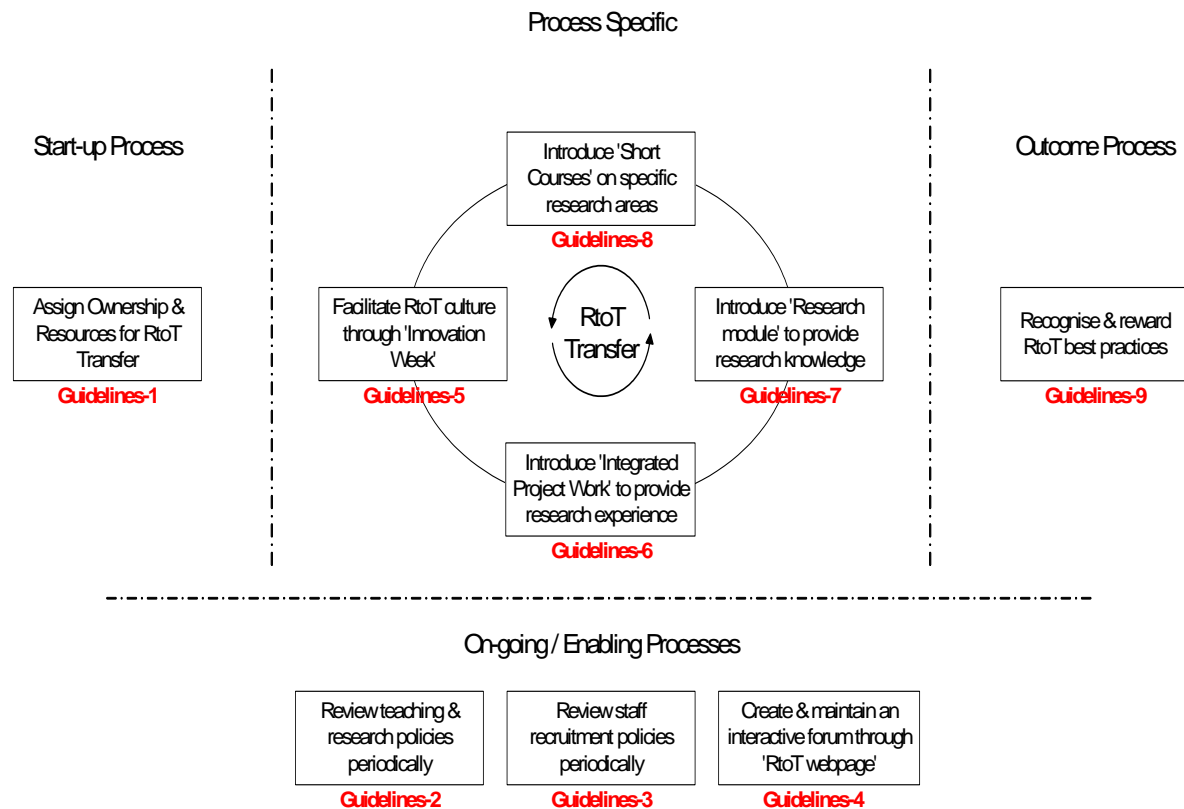 Process Specific
Start-up Process
Outcome Process
Introduce 'Short
Courses' on specific
research areas
Guidelines-8
Assign Ownership &
Resources for RtoT
Transfer
Guidelines-1
Facilitate RtoT culture
through 'Innovation
Week'
Guidelines-5
RtoT
Transfer
Introduce 'Research
module' to provide
research knowledge
Guidelines-7
Recognise & reward
RtoT best practices
Guidelines-9
Introduce 'Integrated
Project Work' to provide
research experience
Guidelines-6
On-going / Enabling Processes
Review teaching &
research policies
periodically
Guidelines-2
Review staff
recruitment policies
periodically
Guidelines-3
Create & maintain an
interactive forum through
'RtoT webpage'
Guidelines-4